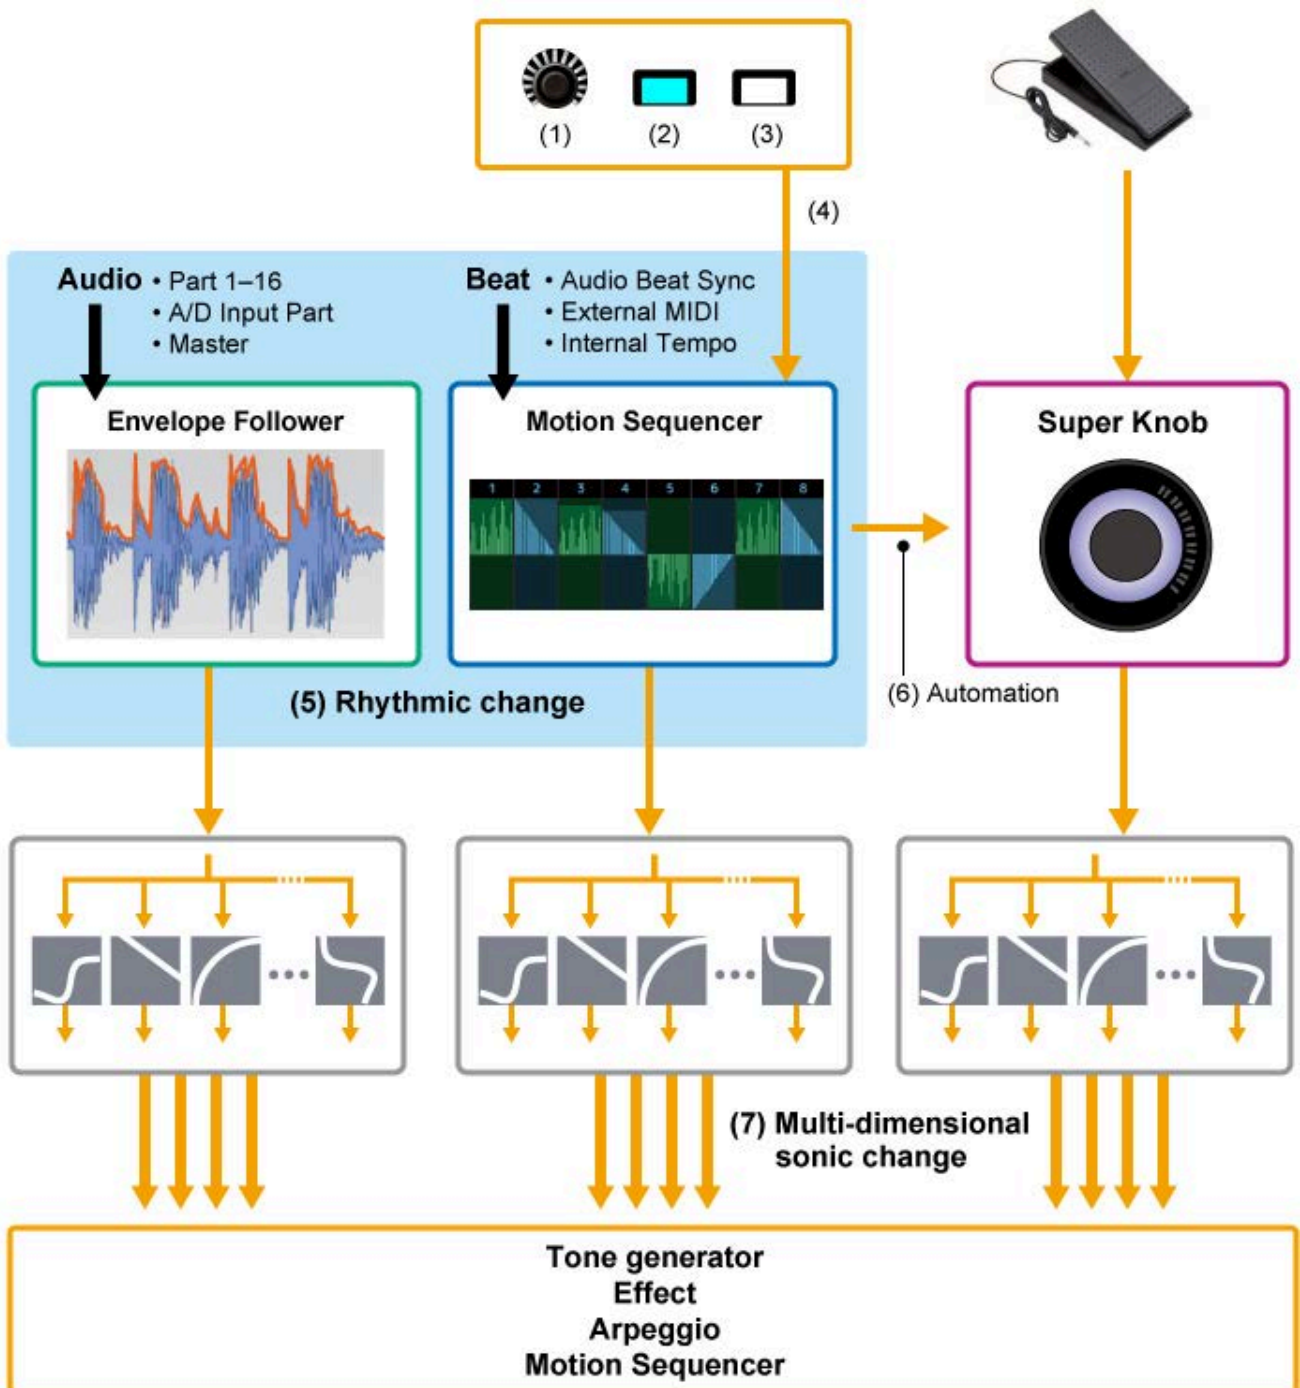 (1)
(2)
(3)
(4)
Audio • Part 1–16
• A/D Input Part
• Master
Beat • Audio Beat Sync
• External MIDI
• Internal Tempo
Envelope Follower
Motion Sequencer
1 2 3 4 5 6 7 8
Super Knob
(5) Rhythmic change
(6) Automation
(7) Multi-dimensional
sonic change
Tone generator
Effect
Arpeggio
Motion Sequencer